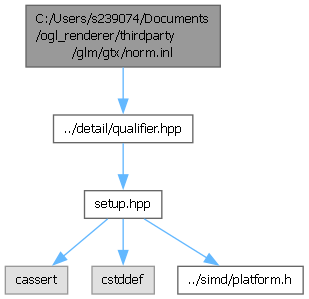 C:/Users/s239074/Documents
/ogl_renderer/thirdparty
/glm/gtx/norm.inl
../detail/qualifier.hpp
setup.hpp
cassert
cstddef
../simd/platform.h